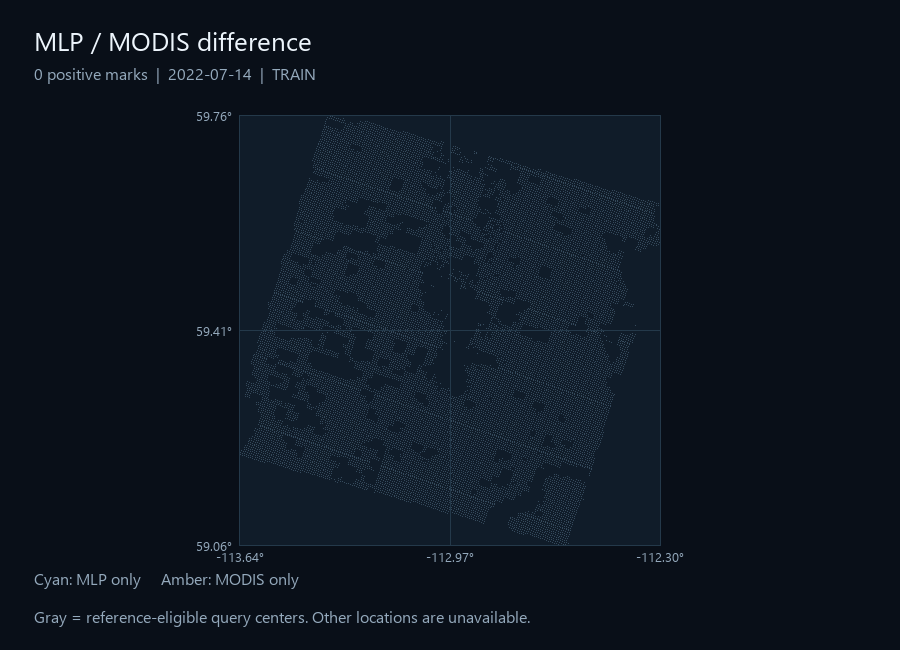 MLP / MODIS difference
0 positive marks | 2022-07-14 | TRAIN
59.76°
59.41°
59.06°
-113.64° -112.97° -112.30°
Cyan: MLP only Amber: MODIS only
Gray = reference-eligible query centers. Other locations are unavailable.